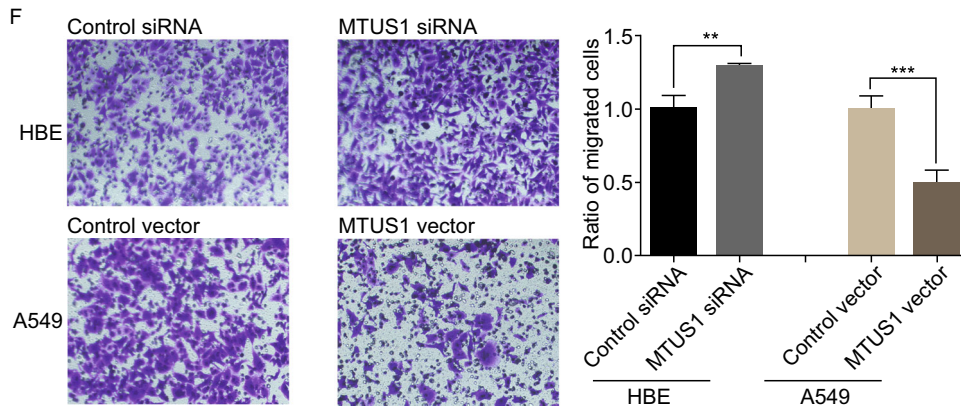 F
Control siRNA
MTUS1 siRNA
HBE
Control vector
MTUS1 vector
A549
Ratio of migrated cells
1.5
1.0
0.5
0.0
**
***
Control siRNA
MTUS1 siRNA
Control vector
MTUS1 vector
HBE
A549